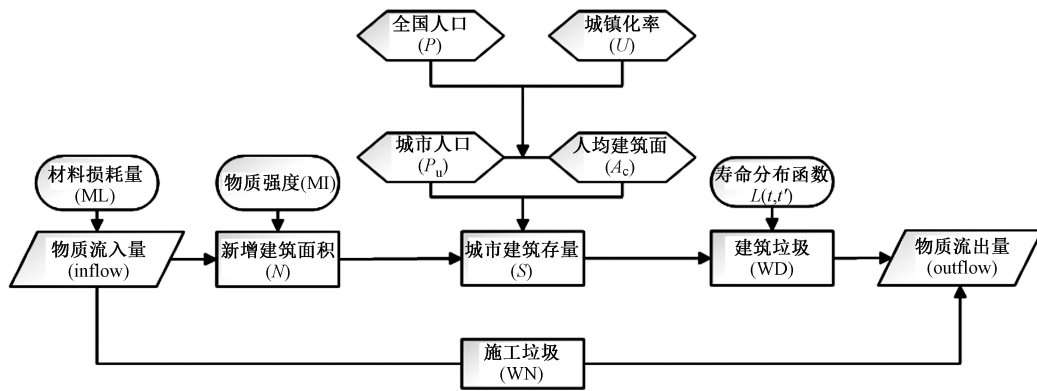 全国人口
(P)
城镇化率
(U)
城市人口
(Pu)
人均建筑面
(Ac)
材料损耗量
(ML)
物质强度(MI)
寿命分布函数
L(t,t′)
物质流入量
(inflow)
新增建筑面积
(N)
城市建筑存量
(S)
建筑垃圾
(WD)
物质流出量
(outflow)
施工垃圾
(WN)